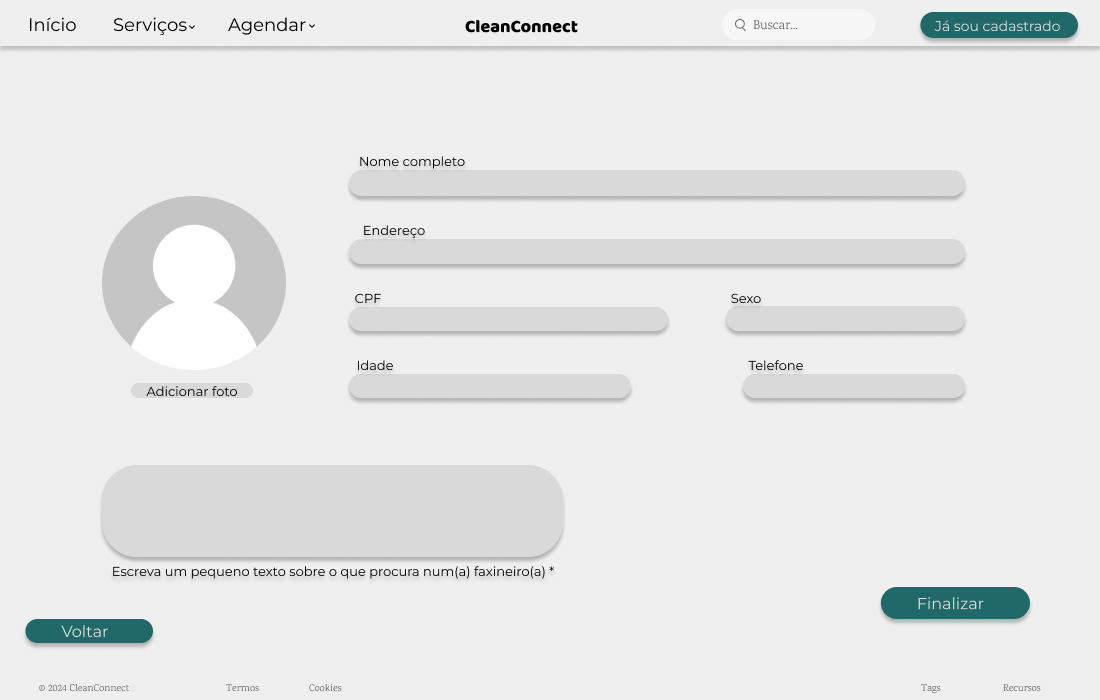 Início Serviços Agendar CleanConnect Buscar... Já sou cadastrado
Nome completo
Endereço
CPF Sexo
Idade Telefone
Adicionar foto
Escreva um pequeno texto sobre o que procura num(a) faxineiro(a) *
Finalizar
Voltar
© 2024 CleanConnect Termos Cookies Tags Recursos